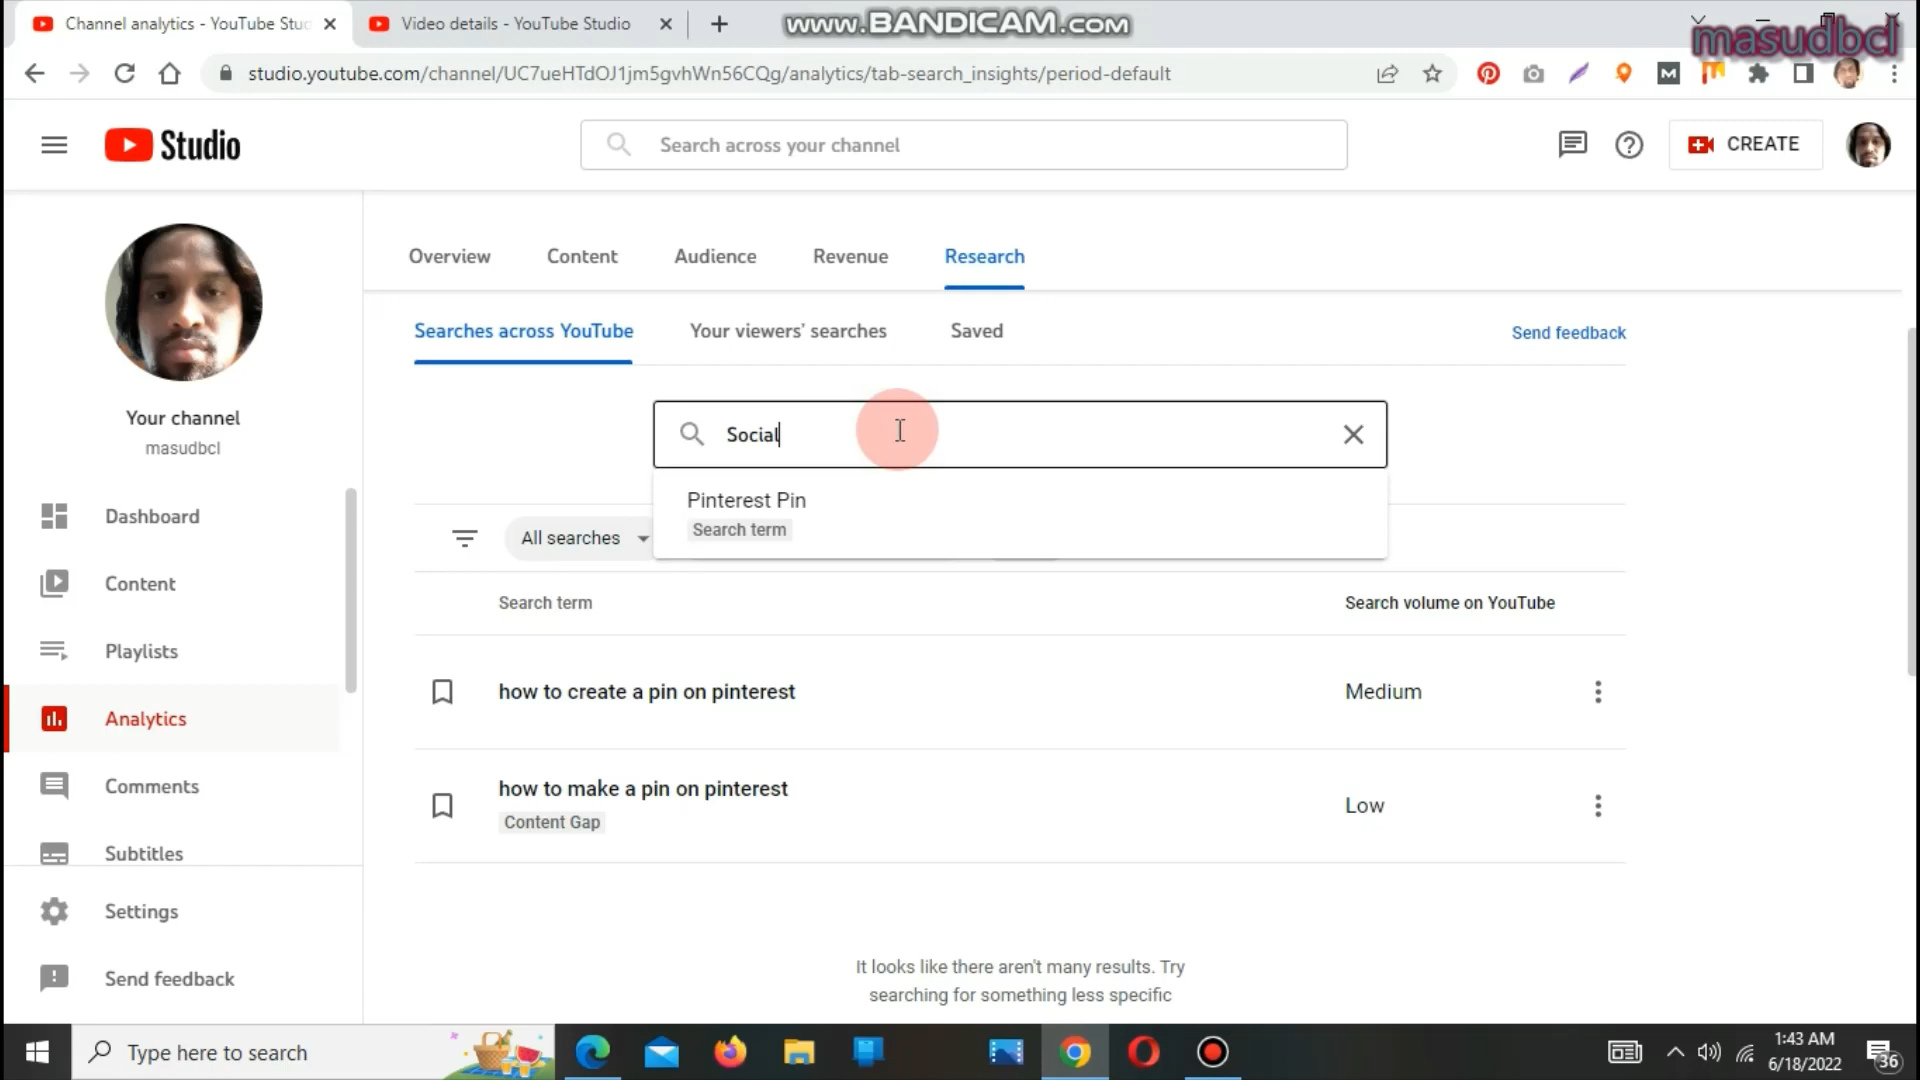 Channel analytics - YouTube Stuc
Video details - YouTube Studio
www.BANDICAM.com
masudbcl
studio.youtube.com/channel/UC7ueHTdOJ1jm5gvhWn56CQg/analytics/tab-search_insights/period-default
Studio
Search across your channel
CREATE
Your channel
masudbcl
Dashboard
Content
Playlists
Analytics
Comments
Subtitles
Settings
Send feedback
Overview
Content
Audience
Revenue
Research
Searches across YouTube
Your viewers' searches
Saved
Send feedback
Social
Pinterest Pin
Search term
All searches
Search term
Search volume on YouTube
how to create a pin on pinterest
Medium
how to make a pin on pinterest
Content Gap
Low
It looks like there aren't many results. Try
searching for something less specific
Type here to search
1:43 AM
6/18/2022
36